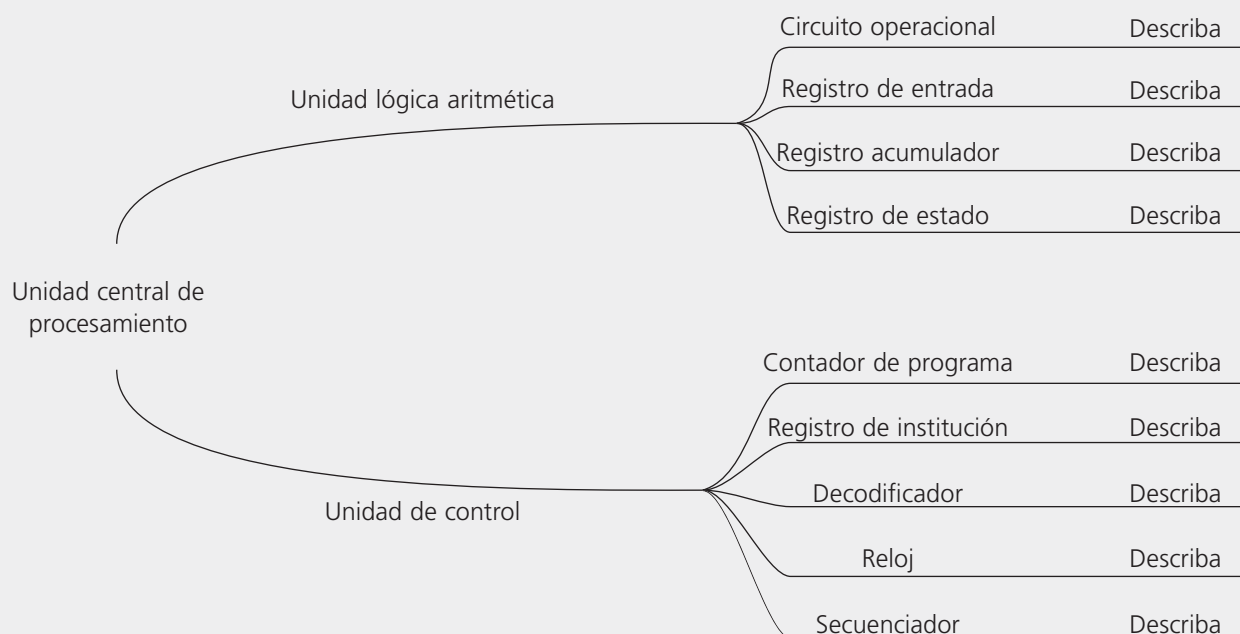 Circuito operacional Describa
Unidad lógica aritmética
Registro de entrada Describa
Registro acumulador Describa
Registro de estado Describa
Unidad central de
procesamiento
Contador de programa Describa
Registro de institución Describa
Decodificador Describa
Unidad de control
Reloj Describa
Secuenciador Describa